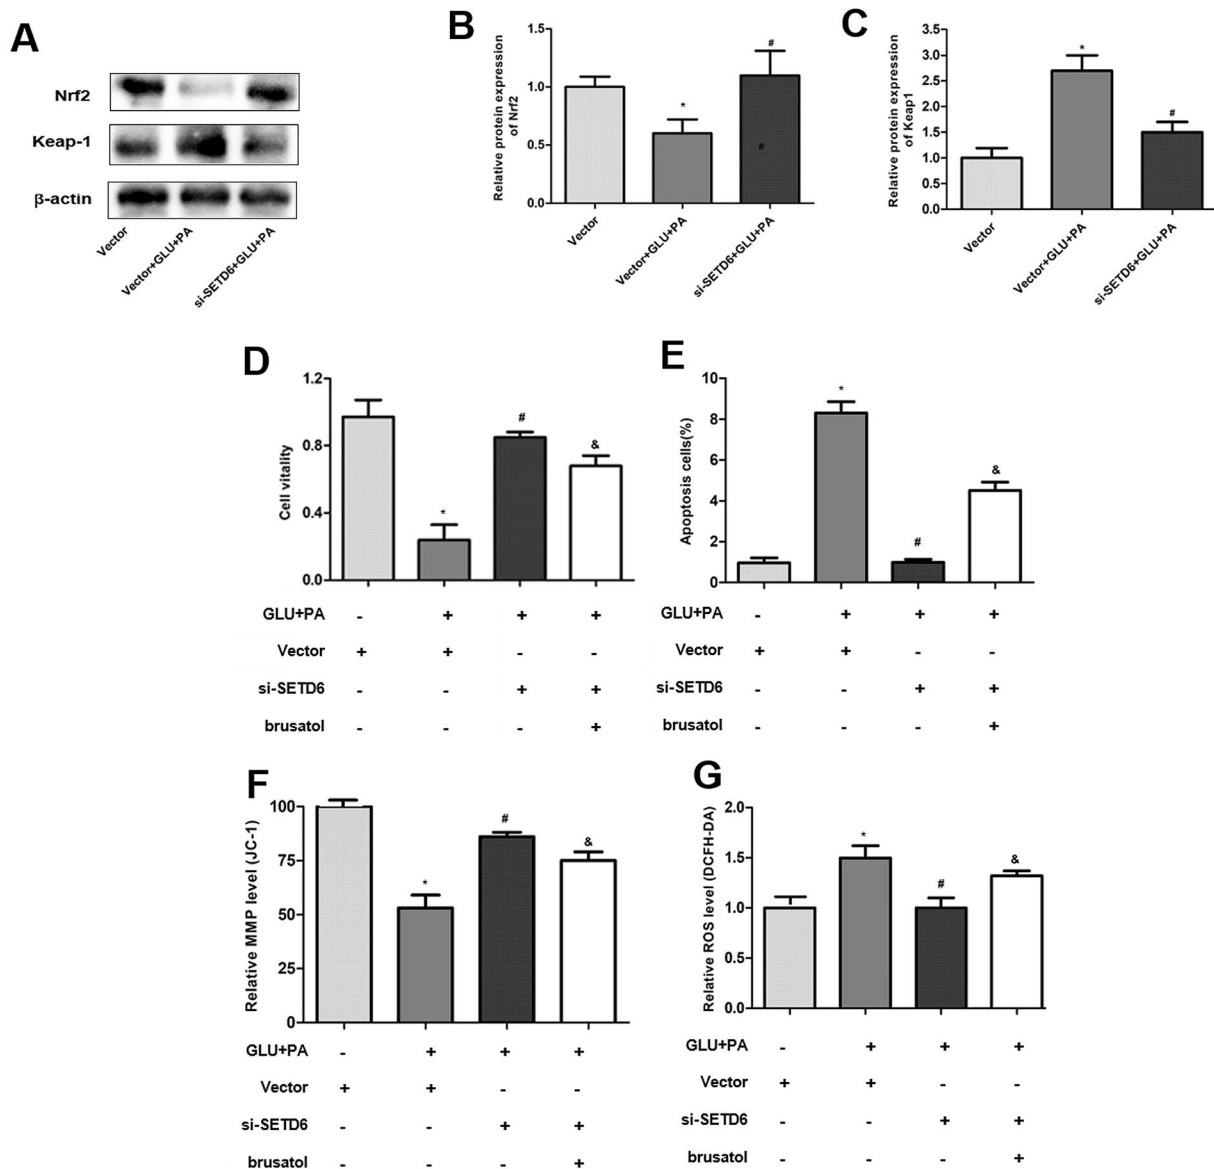 A
Nrf2
Keap-1
β-actin
Vector
Vector+GLU+PA
si-SETD6+GLU+PA
B
Relative protein expression
of Nrf2
1.5
1.0
0.5
0.0
*
#
#
Vector
Vector+GLU+PA
si-SETD6+GLU+PA
C
Relative protein expression
of Keap1
3.5
3.0
2.5
2.0
1.5
1.0
0.5
0.0
*
#
Vector
Vector+GLU+PA
si-SETD6+GLU+PA
D
Cell vitality
1.2
0.8
0.4
0.0
*
#
&
GLU+PA - + + +
Vector + + - -
si-SETD6 - - + +
brusatol - - - +
E
Apoptosis cells(%)
10
8
6
4
2
0
*
#
&
GLU+PA - + + +
Vector + + - -
si-SETD6 - - + +
brusatol - - - +
F
Relative MMP level (JC-1)
100
75
50
25
0
*
#
&
GLU+PA - + + +
Vector + + - -
si-SETD6 - - + +
brusatol - - - +
G
Relative ROS level (DCFH-DA)
2.0
1.5
1.0
0.5
0.0
*
#
&
GLU+PA - + + +
Vector + + - -
si-SETD6 - - + +
brusatol - - - +